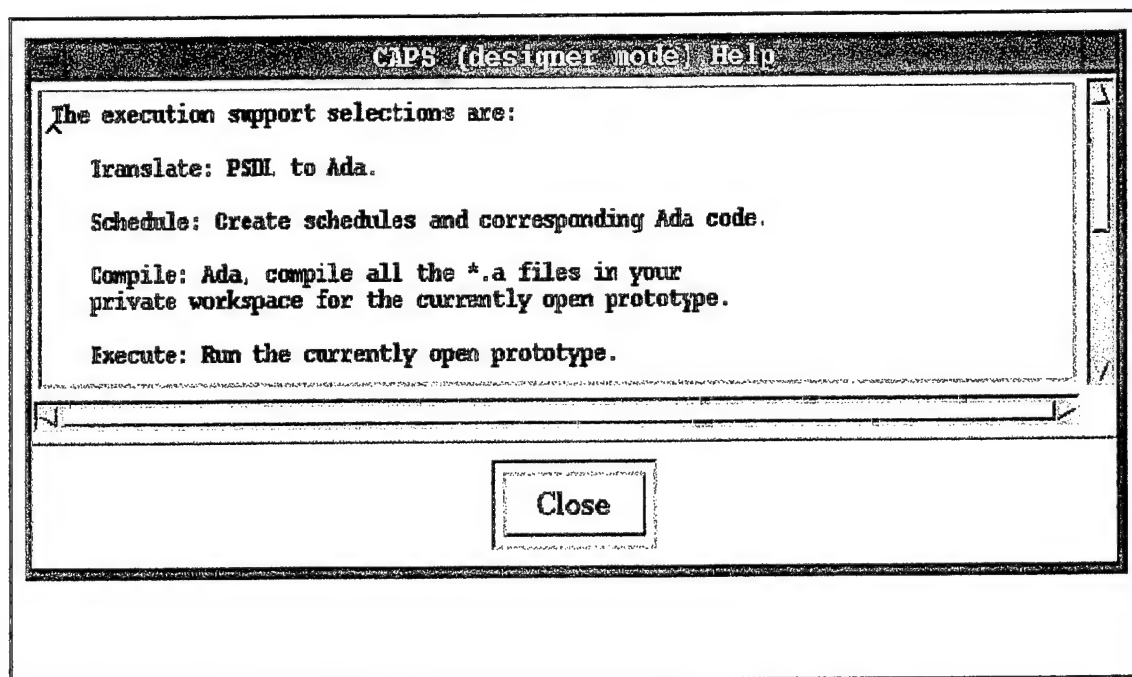 CAPS (designer mode) Help
The execution support selections are:
Translate: PSDL to Ada.
Schedule: Create schedules and corresponding Ada code.
Compile: Ada, compile all the *.a files in your
private workspace for the currently open prototype.
Execute: Run the currently open prototype.
Close